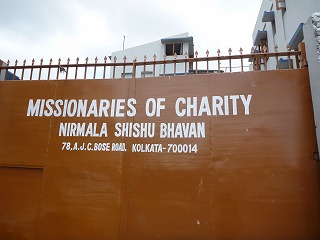 MISSIONARIES OF CHARITY
NIRMALA SHISHU BHAVAN
78, A.J.C. BOSE ROAD. KOLKATA-700014